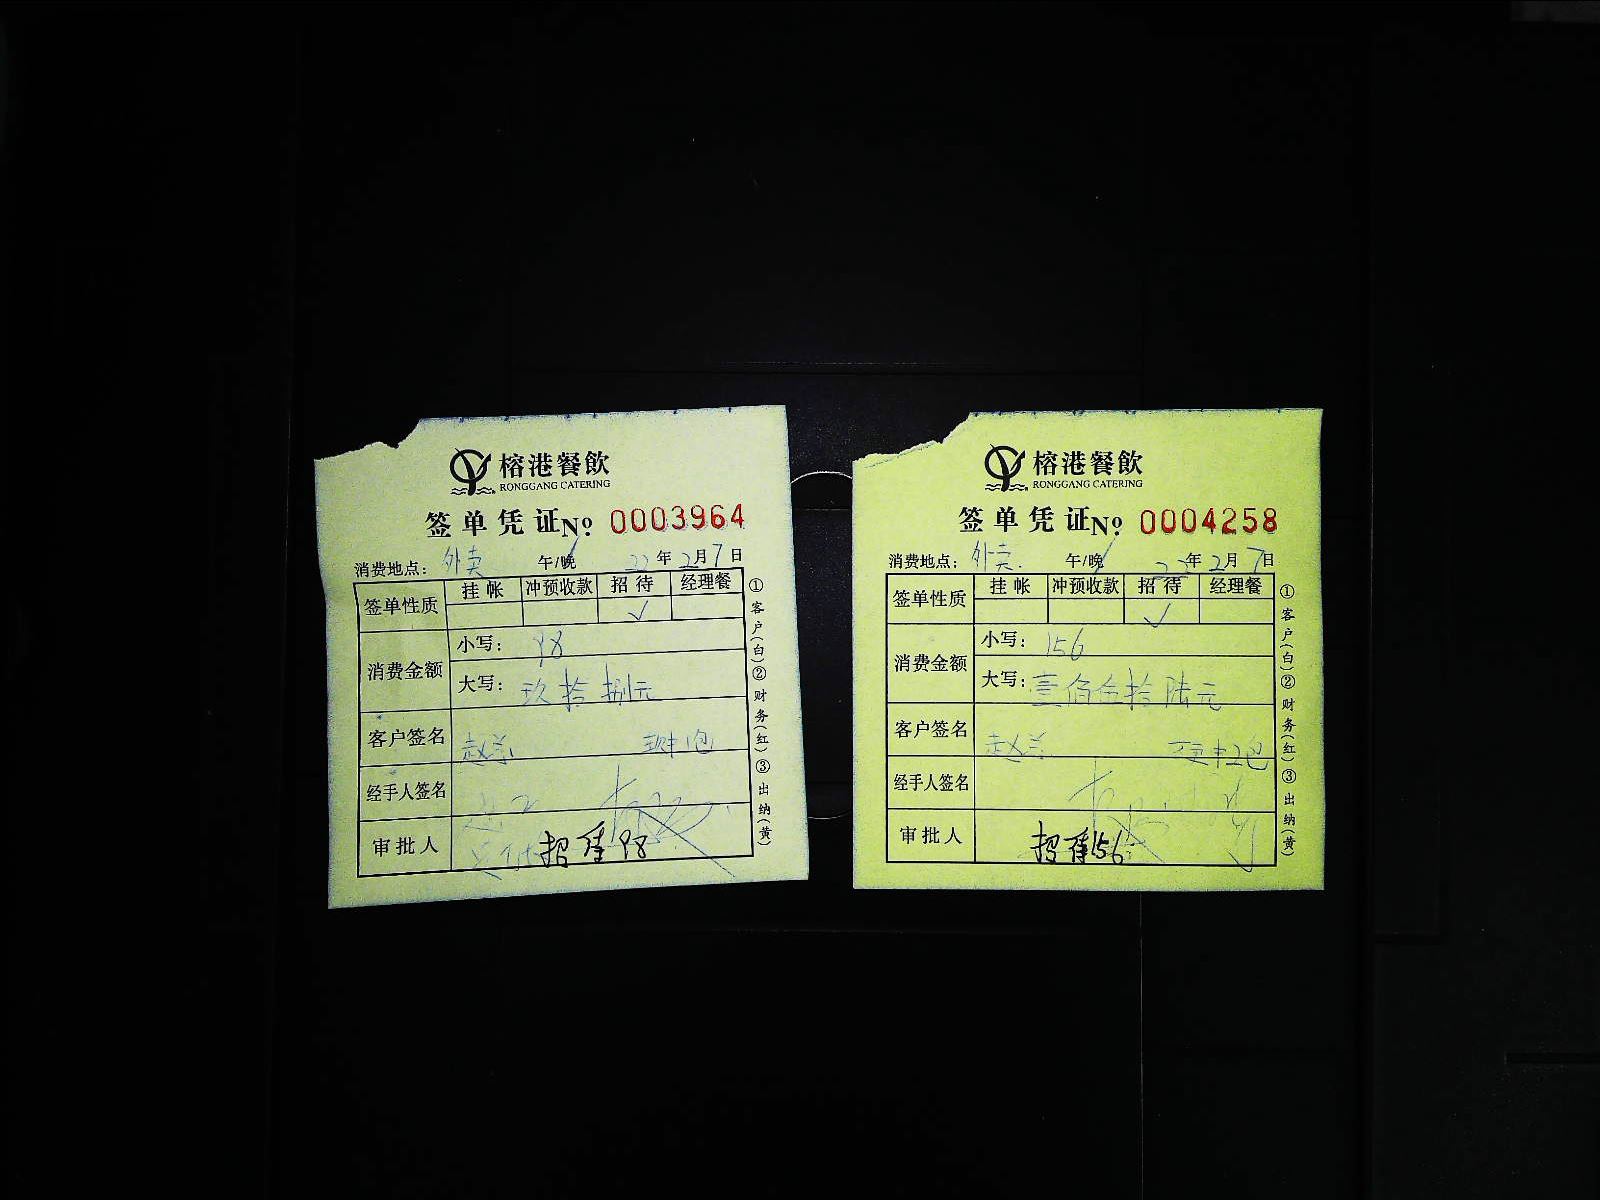 榕港餐飲
RONGGANG CATERING
签单凭证No: 0003964
消费地点: 外卖 午/晚 22年2月7日
签单性质 挂帐 冲预收款 招待 经理餐
✓
消费金额
小写: 98
大写: 玖拾捌元
客户签名 赵
经手人签名
审批人 招待98
①客户(白)②财务(红)③出纳(黄)
榕港餐飲
RONGGANG CATERING
签单凭证No: 0004258
消费地点: 外卖. 午/晚 22年2月7日
签单性质 挂帐 冲预收款 招待 经理餐
✓
消费金额
小写: 156
大写: 壹佰伍拾陆元
客户签名 赵
经手人签名
审批人 招待156
①客户(白)②财务(红)③出纳(黄)